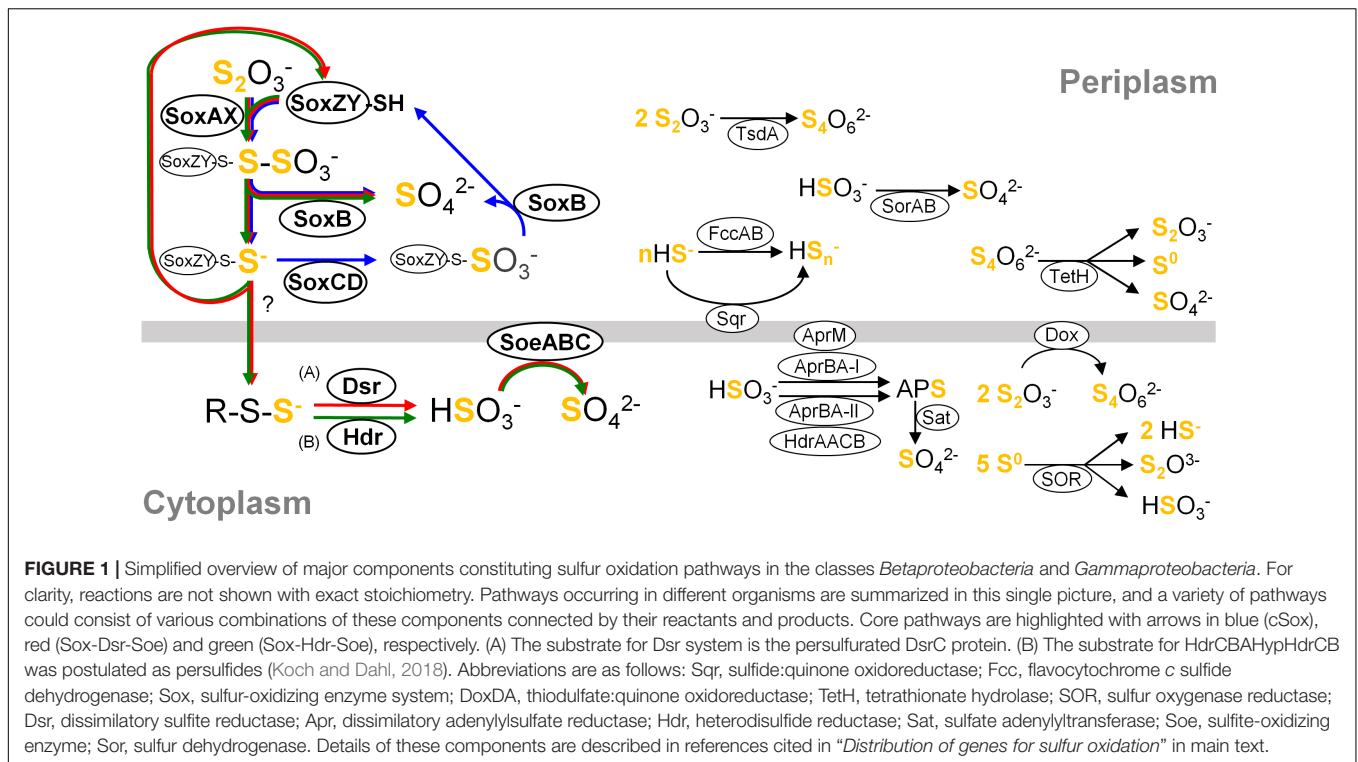 Periplasm
S2O3-
SoxAX
SoxZY-SH
SoxZY-S-S-SO3-
SoxB
SO42-
SoxB
SoxZY-S-S-
SoxCD
SoxZY-S-SO3-
?
2 S2O3-
TsdA
S4O62-
HSO3-
SorAB
SO42-
nHS-
FccAB
HSn-
Sqr
S4O62-
TetH
S2O3-
S0
SO42-
Cytoplasm
R-S-S-
(A)
Dsr
(B)
Hdr
HSO3-
SoeABC
SO42-
AprM
AprBA-I
HSO3-
APS
AprBA-II
HdrAACB
Sat
SO42-
Dox
2 S2O3-
S4O62-
5 S0
SOR
2 HS-
S2O3-
HSO3-
FIGURE 1 | Simplified overview of major components constituting sulfur oxidation pathways in the classes Betaproteobacteria and Gammaproteobacteria. For
clarity, reactions are not shown with exact stoichiometry. Pathways occurring in different organisms are summarized in this single picture, and a variety of pathways
could consist of various combinations of these components connected by their reactants and products. Core pathways are highlighted with arrows in blue (cSox),
red (Sox-Dsr-Soe) and green (Sox-Hdr-Soe), respectively. (A) The substrate for Dsr system is the persulfurated DsrC protein. (B) The substrate for HdrCBAHypHdrCB
was postulated as persulfides (Koch and Dahl, 2018). Abbreviations are as follows: Sqr, sulfide:quinone oxidoreductase; Fcc, flavocytochrome c sulfide
dehydrogenase; Sox, sulfur-oxidizing enzyme system; DoxDA, thiodulfate:quinone oxidoreductase; TetH, tetrathionate hydrolase; SOR, sulfur oxygenase reductase;
Dsr, dissimilatory sulfite reductase; Apr, dissimilatory adenylylsulfate reductase; Hdr, heterodisulfide reductase; Sat, sulfate adenylyltransferase; Soe, sulfite-oxidizing
enzyme; Sor, sulfur dehydrogenase. Details of these components are described in references cited in “Distribution of genes for sulfur oxidation” in main text.